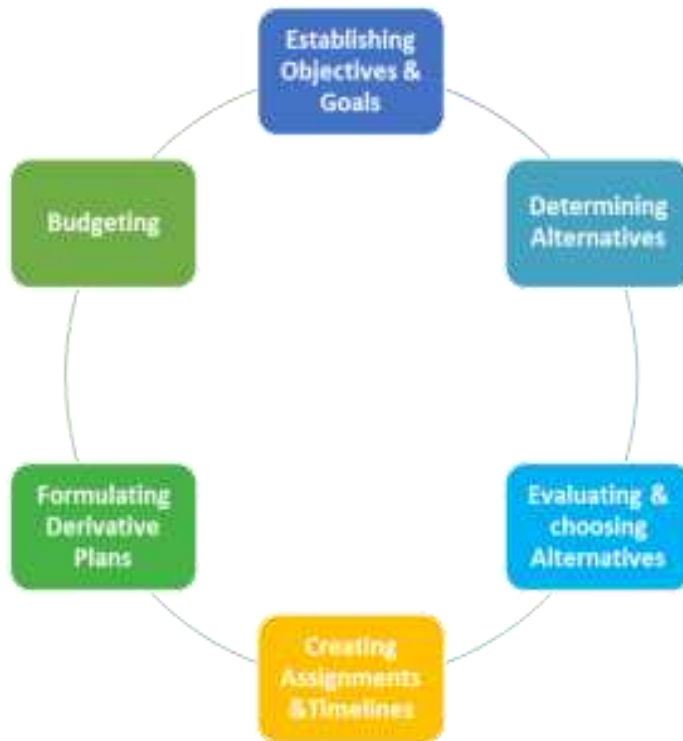 Establishing
Objectives &
Goals
Determining
Alternatives
Evaluating &
choosing
Alternatives
Creating
Assignments
&Timelines
Formulating
Derivative
Plans
Budgeting